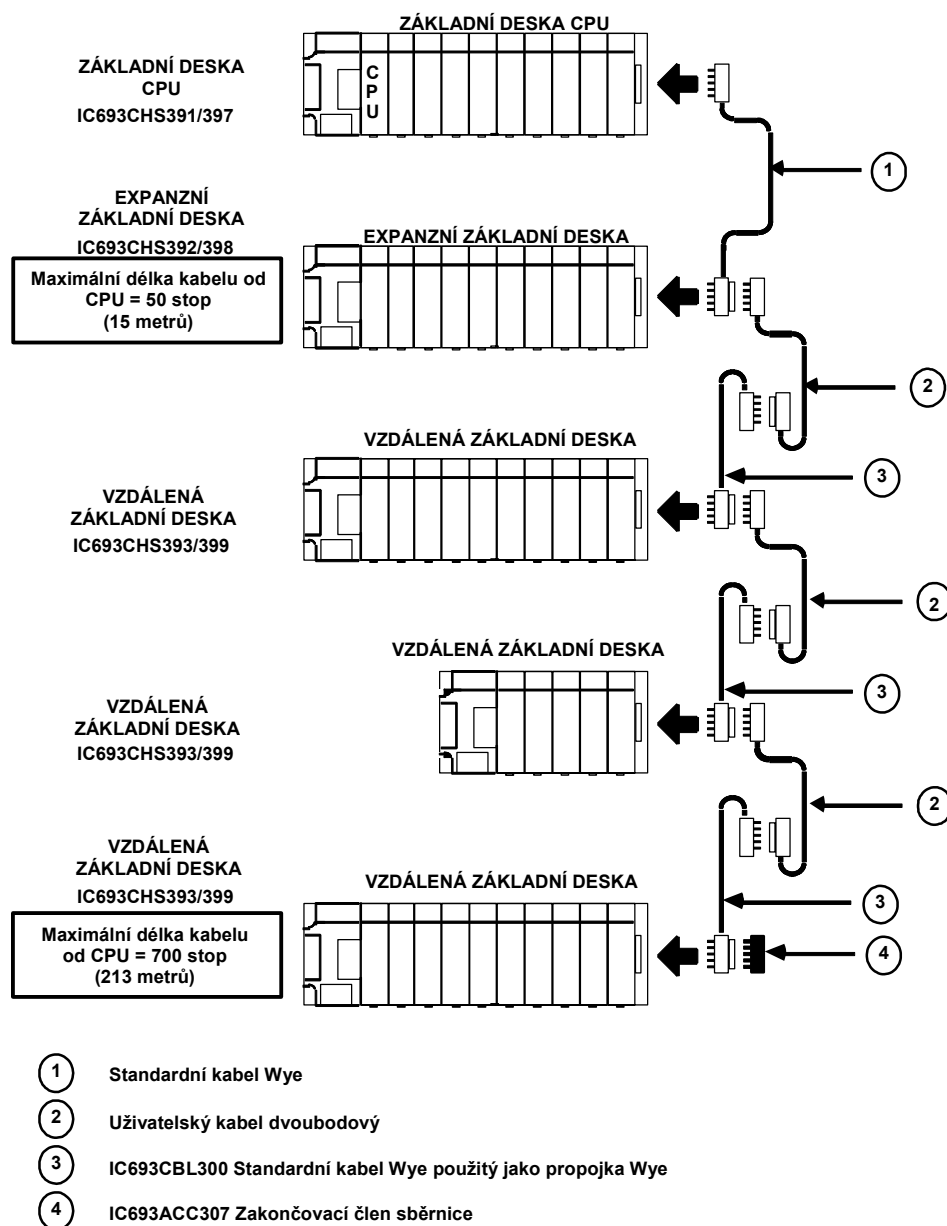 ZÁKLADNÍ DESKA CPU
ZÁKLADNÍ DESKA
CPU
IC693CHS391/397
C
P
U
1
EXPANZNÍ
ZÁKLADNÍ DESKA
IC693CHS392/398
EXPANZNÍ ZÁKLADNÍ DESKA
Maximální délka kabelu od
CPU = 50 stop
(15 metrů)
2
VZDÁLENÁ ZÁKLADNÍ DESKA
3
VZDÁLENÁ
ZÁKLADNÍ DESKA
IC693CHS393/399
2
VZDÁLENÁ ZÁKLADNÍ DESKA
3
VZDÁLENÁ
ZÁKLADNÍ DESKA
IC693CHS393/399
2
VZDÁLENÁ
ZÁKLADNÍ DESKA
IC693CHS393/399
VZDÁLENÁ ZÁKLADNÍ DESKA
3
Maximální délka kabelu
od CPU = 700 stop
(213 metrů)
4
1 Standardní kabel Wye
2 Uživatelský kabel dvoubodový
3 IC693CBL300 Standardní kabel Wye použitý jako propojka Wye
4 IC693ACC307 Zakončovací člen sběrnice